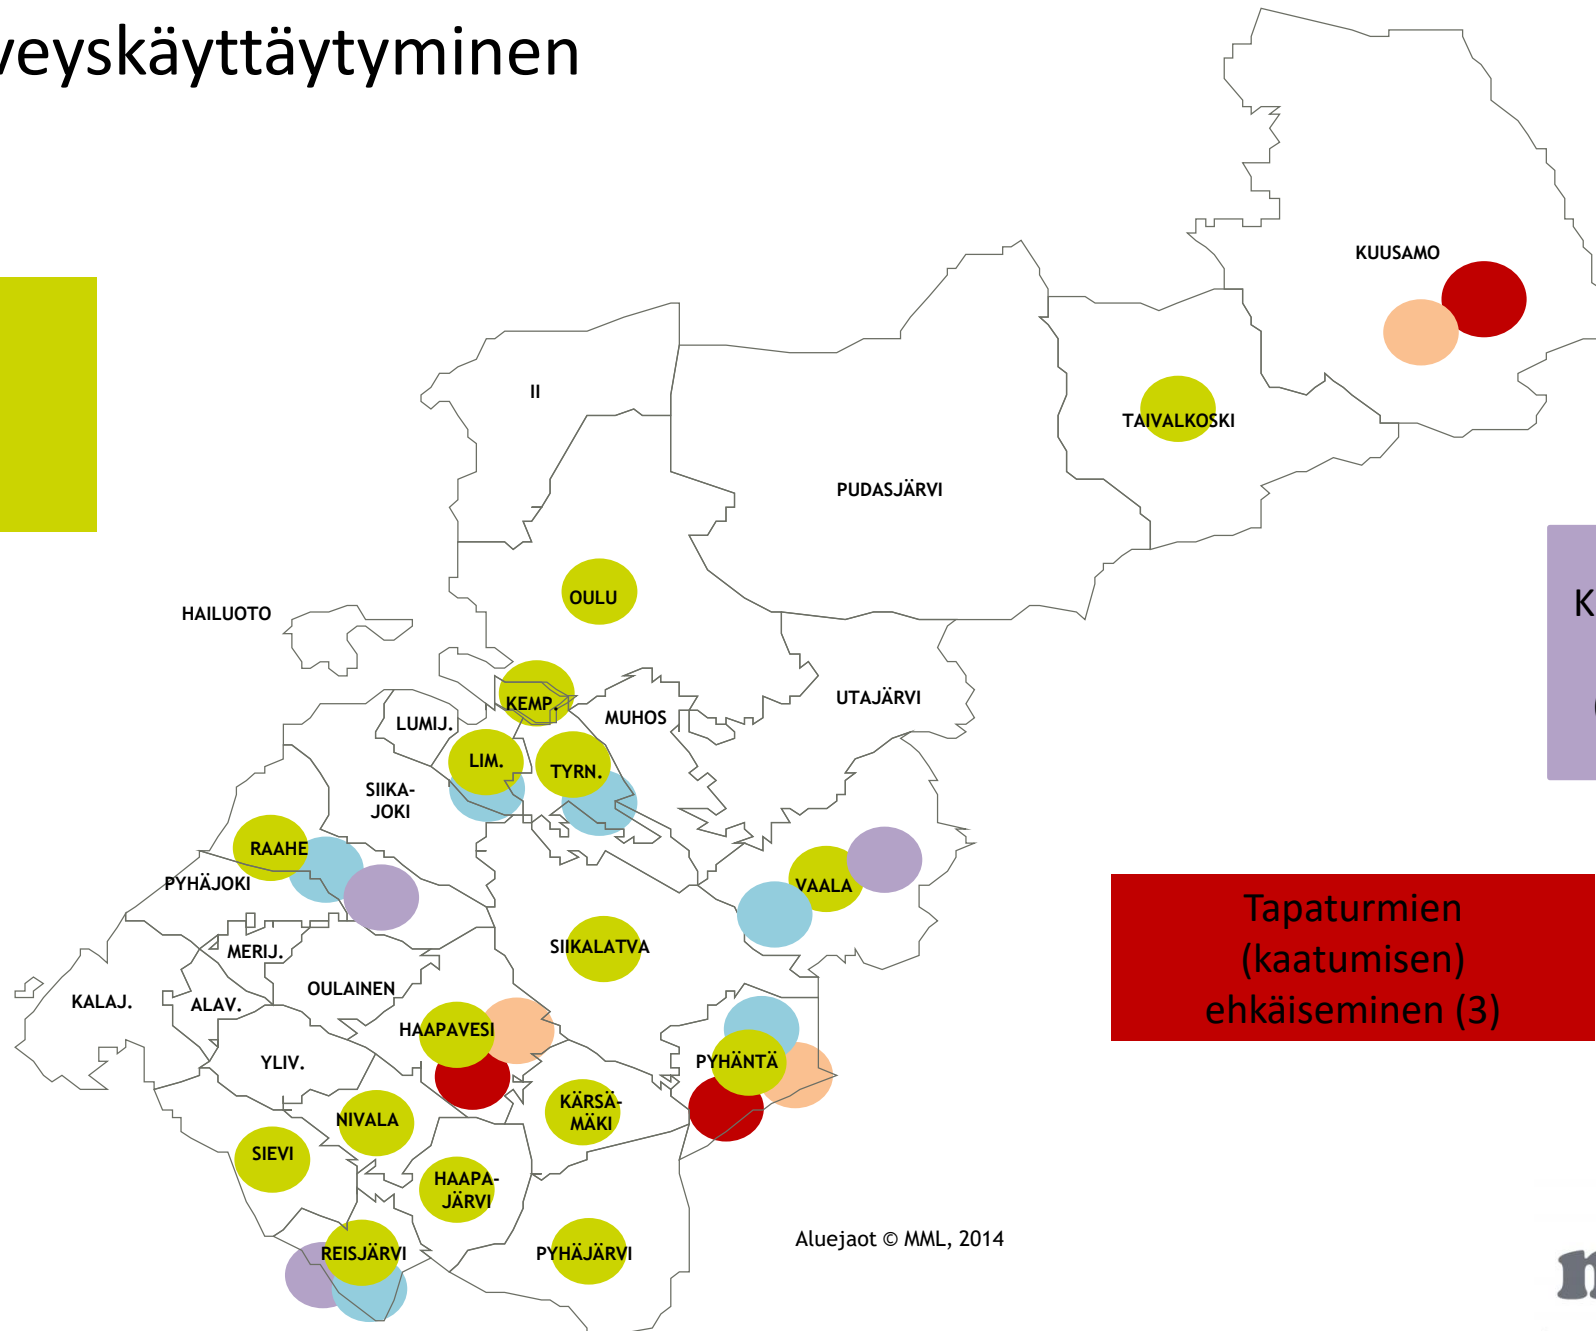 veyskäyttäytyminen
KUUSAMO
II
TAIVALKOSKI
PUDASJÄRVI
OULU
HAILUOTO
K
(
UTAJÄRVI
KEMP.
MUHOS
LUMIJ.
LIM.
TYRN.
SIIKA-
JOKI
RAAHE
PYHÄJOKI
VAALA
Tapaturmien
(kaatumisen)
ehkäiseminen (3)
MERIJ.
SIIKALATVA
OULAINEN
KALAJ.
ALAV.
HAAPAVESI
YLIV.
PYHÄNTÄ
KÄRSÄ-
MÄKI
NIVALA
SIEVI
HAAPA-
JÄRVI
REISJÄRVI
PYHÄJÄRVI
Aluejaot © MML, 2014